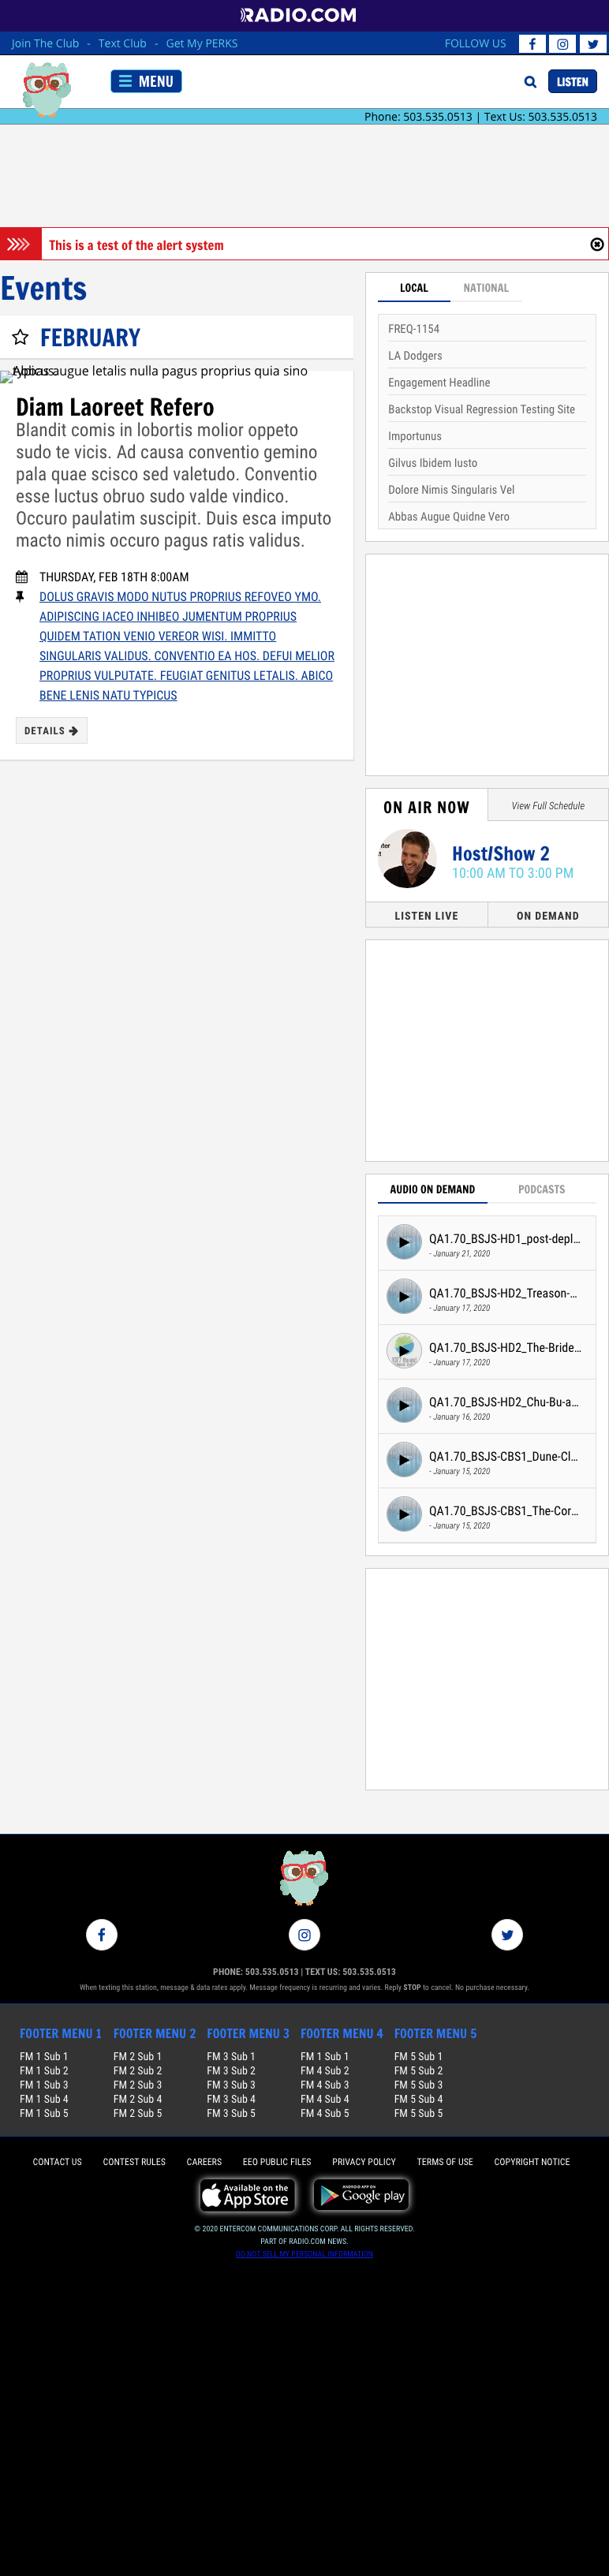 RADIO.COM
Join The Club - Text Club - Get My PERKS
FOLLOW US
MENU
LISTEN
Phone: 503.535.0513 | Text Us: 503.535.0513
This is a test of the alert system
Events
FEBRUARY
augue letalis nulla pagus proprius quia sino
Diam Laoreet Refero
Blandit comis in lobortis molior oppeto
sudo te vicis. Ad causa conventio gemino
pala quae scisco sed valetudo. Conventio
esse luctus obruo sudo valde vindico.
Occuro paulatim suscipit. Duis esca imputo
macto nimis occuro pagus ratis validus.
THURSDAY, FEB 18TH 8:00AM
DOLUS GRAVIS MODO NUTUS PROPRIUS REFOVEO YMO.
ADIPISCING IACEO INHIBEO JUMENTUM PROPRIUS
QUIDEM TATION VENIO VEREOR WISI. IMMITTO
SINGULARIS VALIDUS. CONVENTIO EA HOS. DEFUI MELIOR
PROPRIUS VULPUTATE. FEUGIAT GENITUS LETALIS. ABICO
BENE LENIS NATU TYPICUS
DETAILS
LOCAL NATIONAL
FREQ-1154
LA Dodgers
Engagement Headline
Backstop Visual Regression Testing Site
Importunus
Gilvus Ibidem Iusto
Dolore Nimis Singularis Vel
Abbas Augue Quidne Vero
ON AIR NOW
View Full Schedule
Host/Show 2
10:00 AM TO 3:00 PM
LISTEN LIVE
ON DEMAND
AUDIO ON DEMAND PODCASTS
QA1.70_BSJS-HD1_post-depl...
- January 21, 2020
QA1.70_BSJS-HD2_Treason-...
- January 17, 2020
QA1.70_BSJS-HD2_The-Bride...
- January 17, 2020
QA1.70_BSJS-HD2_Chu-Bu-a...
- January 16, 2020
QA1.70_BSJS-CBS1_Dune-Cl...
- January 15, 2020
QA1.70_BSJS-CBS1_The-Cor...
- January 15, 2020
PHONE: 503.535.0513 | TEXT US: 503.535.0513
When texting this station, message & data rates apply. Message frequency is recurring and varies. Reply STOP to cancel. No purchase necessary.
FOOTER MENU 1 FOOTER MENU 2 FOOTER MENU 3 FOOTER MENU 4 FOOTER MENU 5
FM 1 Sub 1 FM 2 Sub 1 FM 3 Sub 1 FM 1 Sub 1 FM 5 Sub 1
FM 1 Sub 2 FM 2 Sub 2 FM 3 Sub 2 FM 4 Sub 2 FM 5 Sub 2
FM 1 Sub 3 FM 2 Sub 3 FM 3 Sub 3 FM 4 Sub 3 FM 5 Sub 3
FM 1 Sub 4 FM 2 Sub 4 FM 3 Sub 4 FM 4 Sub 4 FM 5 Sub 4
FM 1 Sub 5 FM 2 Sub 5 FM 3 Sub 5 FM 4 Sub 5 FM 5 Sub 5
CONTACT US CONTEST RULES CAREERS EEO PUBLIC FILES PRIVACY POLICY TERMS OF USE COPYRIGHT NOTICE
Available on the
App Store
ANDROID APP ON
Google play
© 2020 ENTERCOM COMMUNICATIONS CORP. ALL RIGHTS RESERVED.
PART OF RADIO.COM NEWS.
DO NOT SELL MY PERSONAL INFORMATION